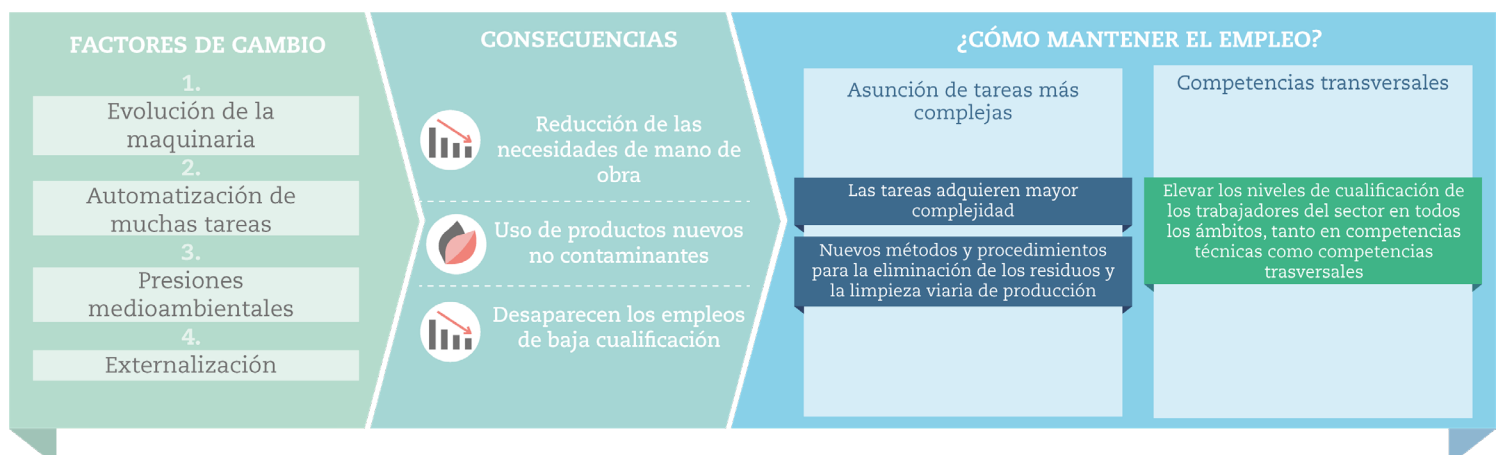 FACTORES DE CAMBIO
1.
Evolución de la
maquinaria
2.
Automatización de
muchas tareas
3.
Presiones
medioambientales
4.
Externalización
CONSECUENCIAS
Reducción de las
necesidades de mano de
obra
Uso de productos nuevos
no contaminantes
Desaparecen los empleos
de baja cualificación
¿CÓMO MANTENER EL EMPLEO?
Asunción de tareas más
complejas
Las tareas adquieren mayor
complejidad
Nuevos métodos y procedimientos
para la eliminación de los residuos y
la limpieza viaria de producción
Competencias transversales
Elevar los niveles de cualificación de
los trabajadores del sector en todos
los ámbitos, tanto en competencias
técnicas como competencias
trasversales